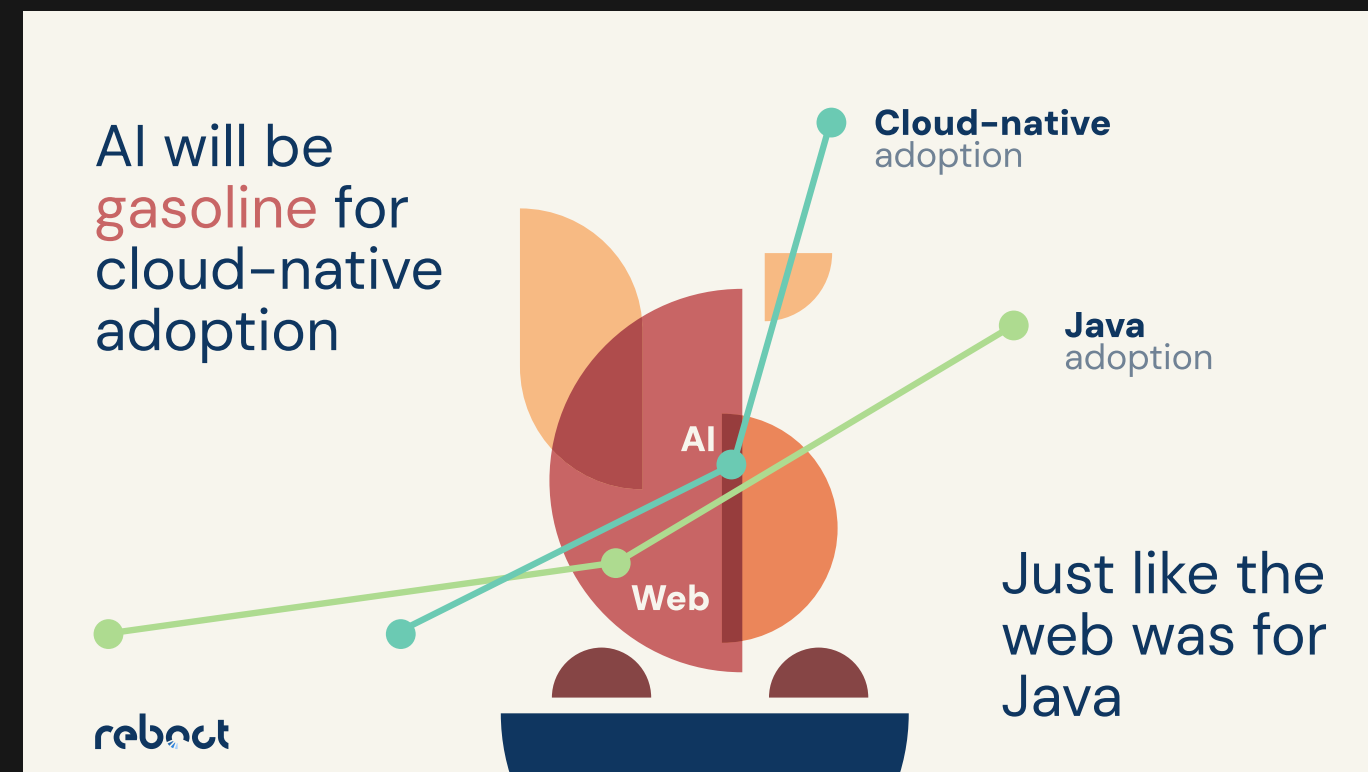 AI will be
gasoline for
cloud-native
adoption
Cloud-native
adoption
Java
adoption
AI
Web
Just like the
web was for
Java
reboot